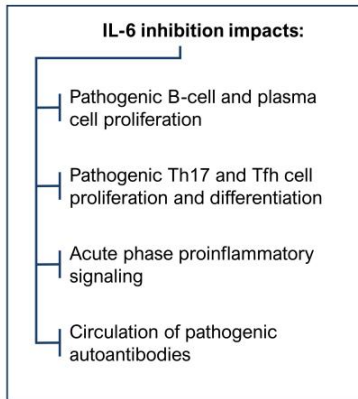 IL-6 inhibition impacts:
Pathogenic B-cell and plasma
cell proliferation
Pathogenic Th17 and Tfh cell
proliferation and differentiation
Acute phase proinflammatory
signaling
Circulation of pathogenic
autoantibodies